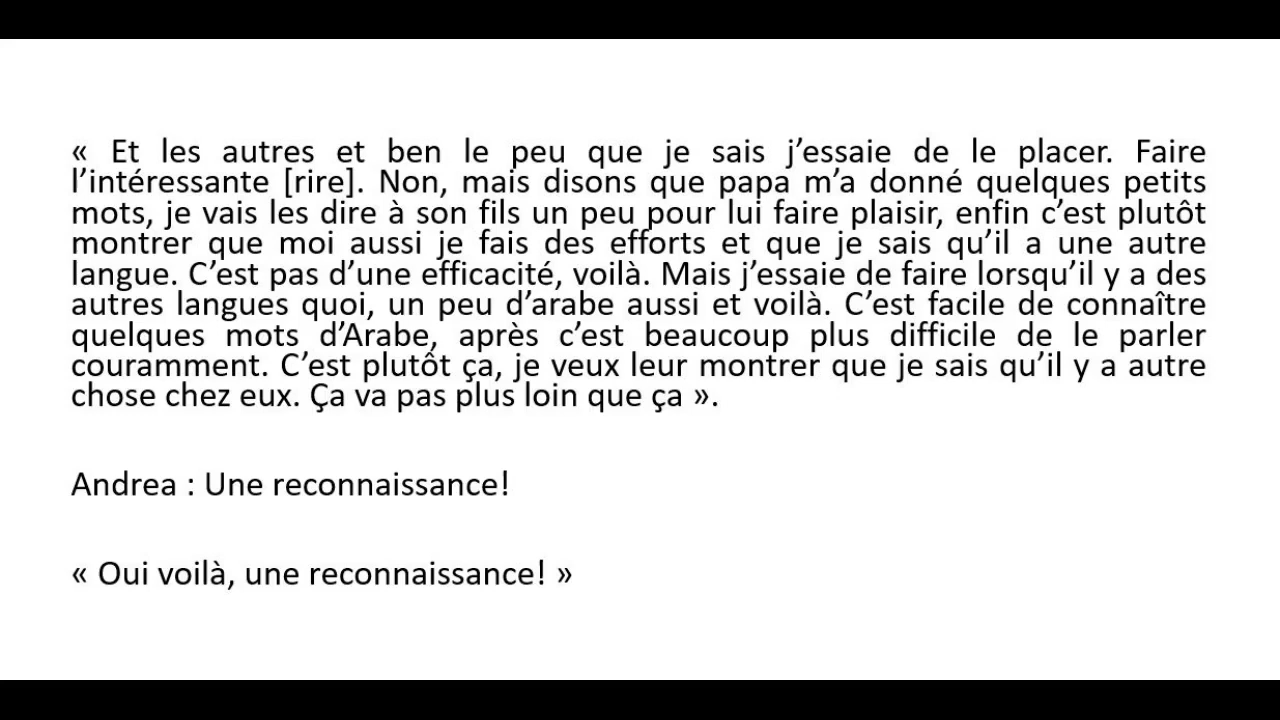 « Et les autres et ben le peu que je sais j’essaie de le placer. Faire
l’intéressante [rire]. Non, mais disons que papa m’a donné quelques petits
mots, je vais les dire à son fils un peu pour lui faire plaisir, enfin c’est plutôt
montrer que moi aussi je fais des efforts et que je sais qu’il a une autre
langue. C’est pas d’une efficacité, voilà. Mais j’essaie de faire lorsqu’il y a des
autres langues quoi, un peu d’arabe aussi et voilà. C’est facile de connaître
quelques mots d’Arabe, après c’est beaucoup plus difficile de le parler
couramment. C’est plutôt ça, je veux leur montrer que je sais qu’il y a autre
chose chez eux. Ça va pas plus loin que ça ».
Andrea : Une reconnaissance!
« Oui voilà, une reconnaissance! »